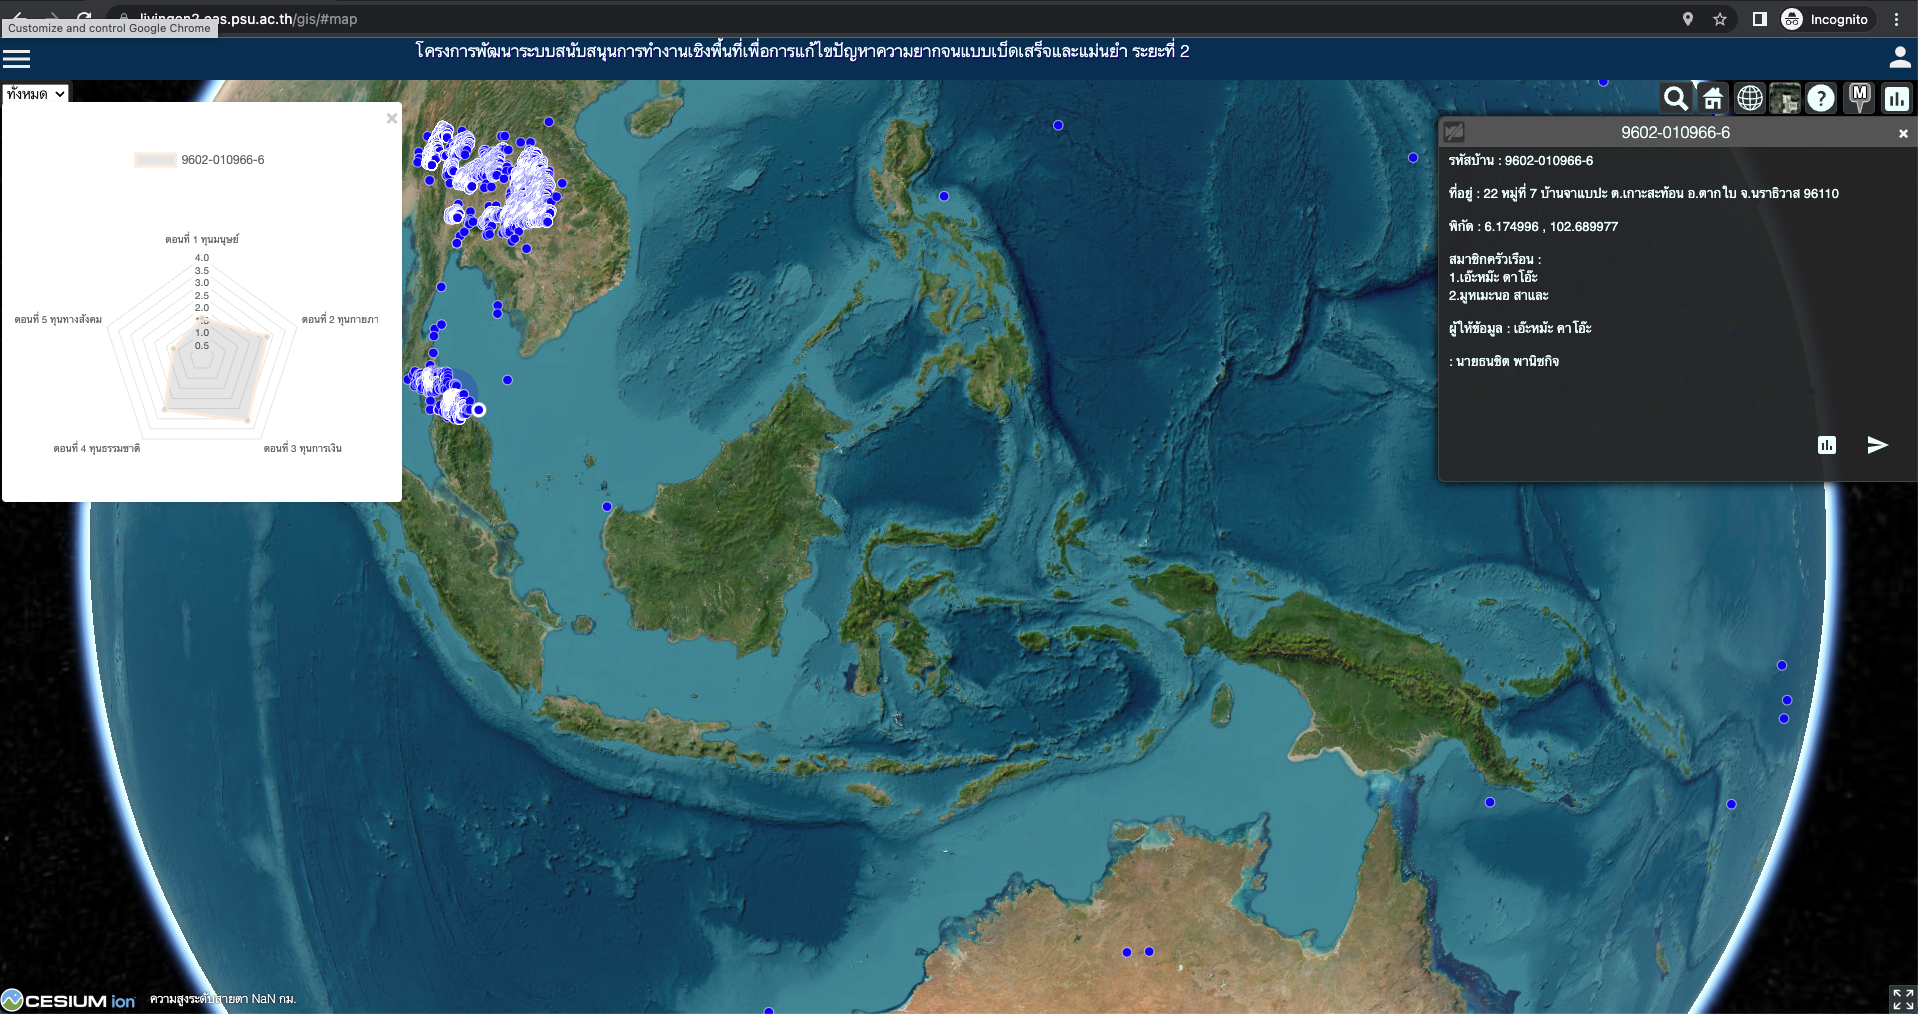 livingon2.oas.psu.ac.th/gis/#map
Incognito
Customize and control Google Chrome
โครงการพัฒนาระบบสนับสนุนการทำงานเชิงพื้นที่เพื่อการแก้ไขปัญหาความยากจนแบบเบ็ดเสร็จและแม่นยำ ระยะที่ 2
ทั้งหมด
9602-010966-6
ตอนที่ 1 ทุนมนุษย์
4.0
3.5
3.0
2.5
2.0
1.5
1.0
0.5
ตอนที่ 5 ทุนทางสังคม
ตอนที่ 2 ทุนกายภา
ตอนที่ 4 ทุนธรรมชาติ
ตอนที่ 3 ทุนการเงิน
?
M
9602-010966-6
รหัสบ้าน : 9602-010966-6
ที่อยู่ : 22 หมู่ที่ 7 บ้านจาแบปะ ต.เกาะสะท้อน อ.ตากใบ จ.นราธิวาส 96110
พิกัด : 6.174996 , 102.689977
สมาชิกครัวเรือน :
1.เอ๊ะหม๊ะ ดาโอ๊ะ
2.มูหเมะนอ สาและ
ผู้ให้ข้อมูล : เอ๊ะหม๊ะ คาโอ๊ะ
: นายธนชิต พานิชกิจ
CESIUM ion
ความสูงระดับสายตา NaN กม.